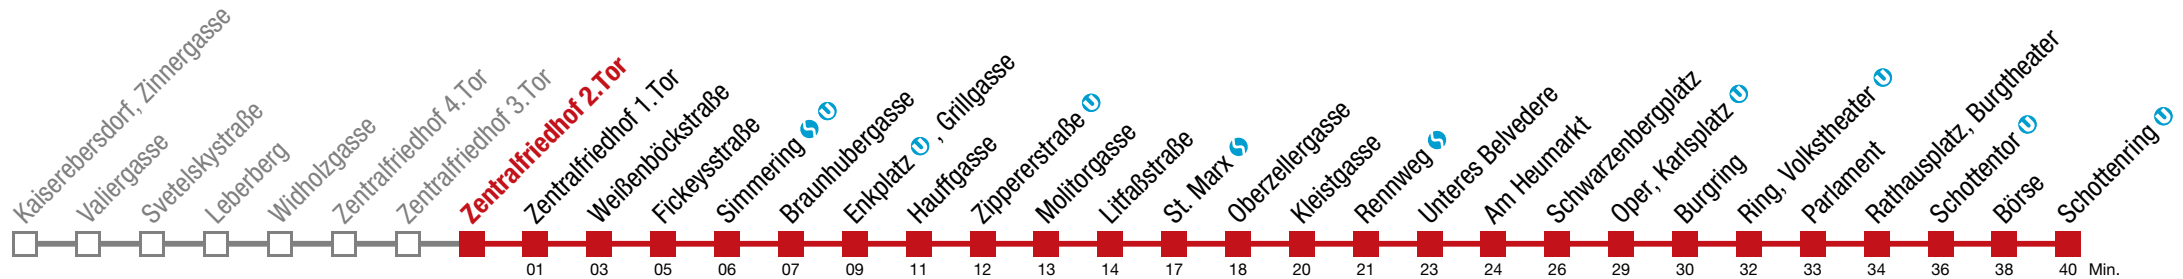 Kaiserebersdorf, Zinnergasse
Valiergasse
Svetelskystraße
Leberberg
Widholzgasse
Zentralfriedhof 4.Tor
Zentralfriedhof 3.Tor
Zentralfriedhof 2.Tor
Zentralfriedhof 1.Tor
Weißenböckstraße
Fickeysstraße
Simmering S U
Braunhubergasse
Enkplatz U , Grillgasse
Hauffgasse
Zippererstraße U
Molitorgasse
Litfaßstraße
St. Marx S
Oberzellergasse
Kleistgasse
Rennweg S
Unteres Belvedere
Am Heumarkt
Schwarzenbergplatz
Oper, Karlsplatz U
Burgring
Ring, Volkstheater U
Parlament
Rathausplatz, Burgtheater
Schottentor U
Börse
Schottenring U
01 03 05 06 07 09 11 12 13 14 17 18 20 21 23 24 26 29 30 32 33 34 36 38 40 Min.